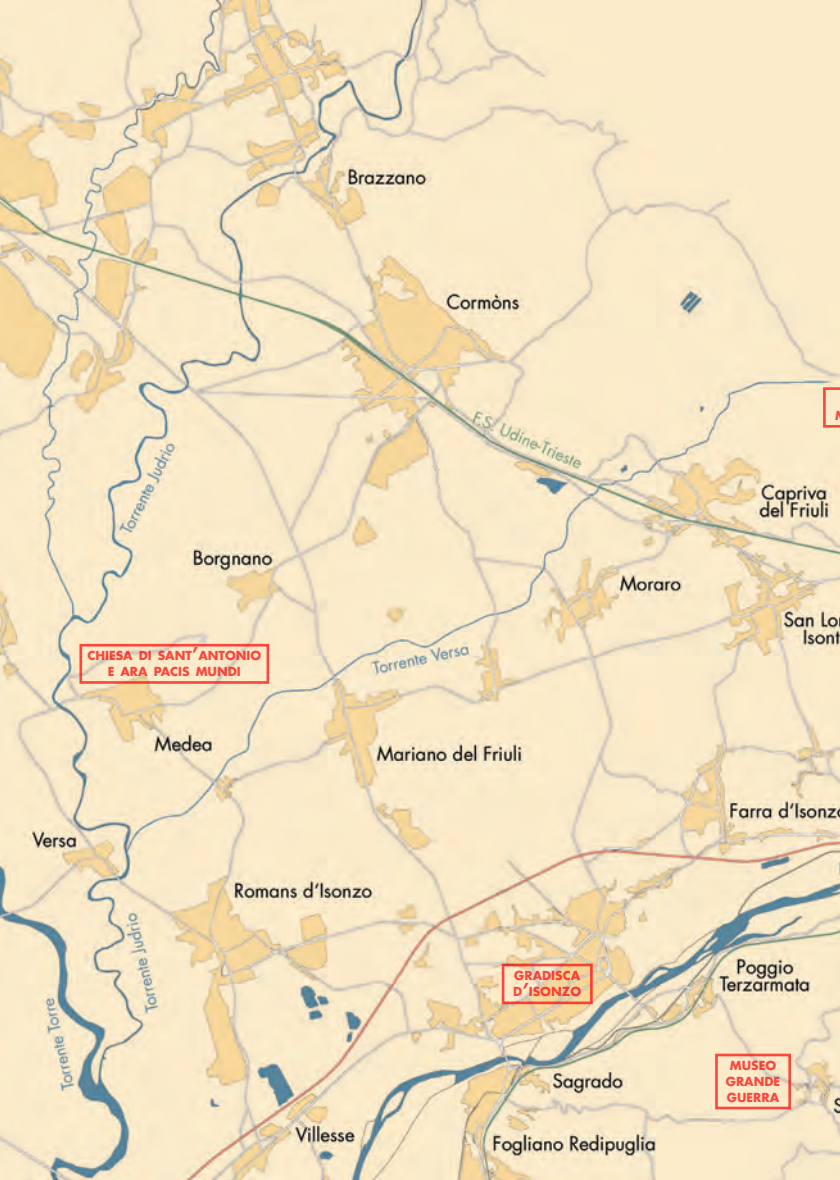 Brazzano
Cormòns
F.S. Udine-Trieste
Torrente Judrio
Capriva
del Friuli
Borgnano
Moraro
CHIESA DI SANT'ANTONIO
E ARA PACIS MUNDI
Torrente Versa
Medea
Mariano del Friuli
Farra d'Isonzo
Versa
Romans d'Isonzo
Torrente Judrio
GRADISCA
D'ISONZO
Poggio
Terzarmata
Torrente Torre
MUSEO
GRANDE
GUERRA
Sagrado
Villesse
Fogliano Redipuglia